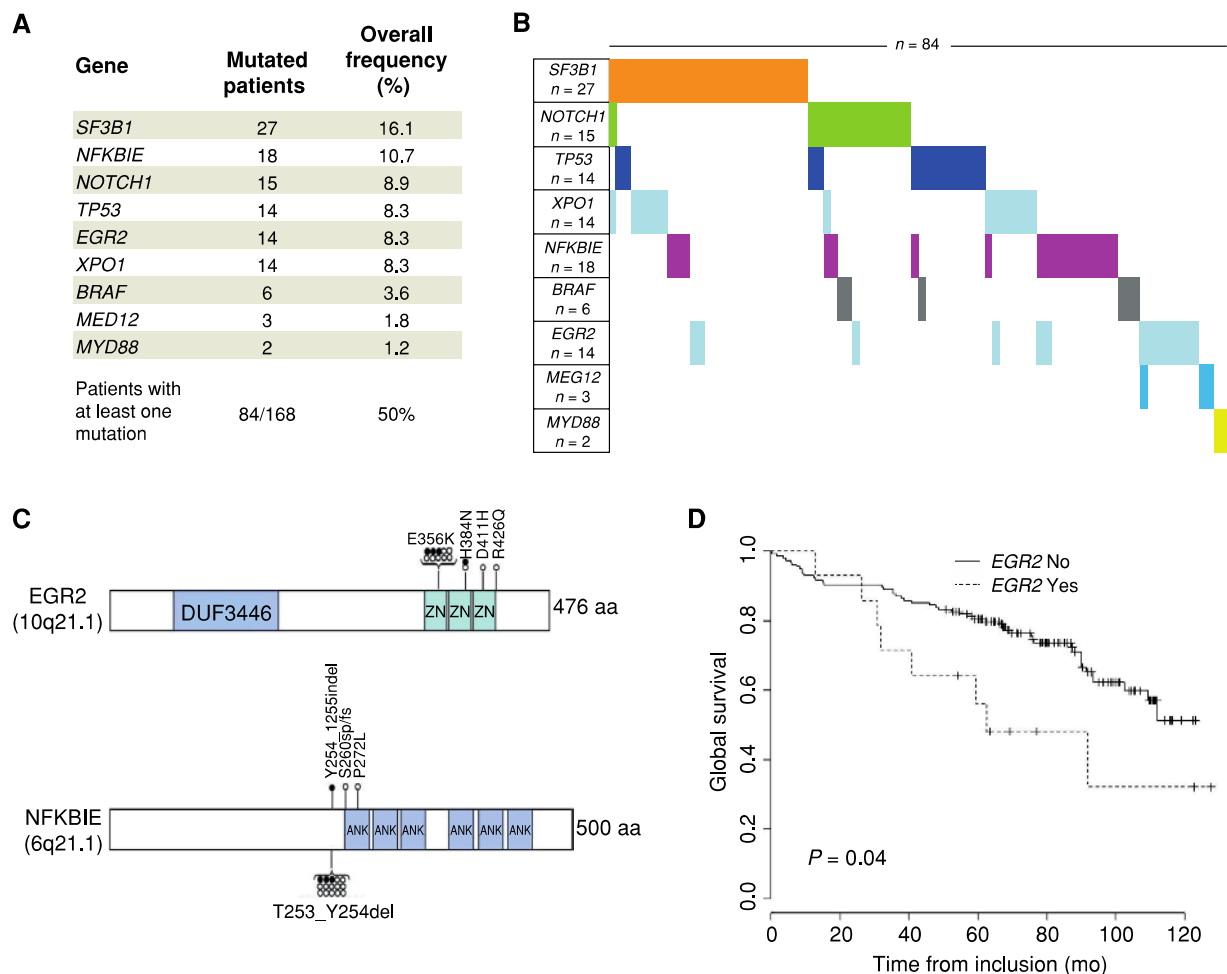 A
Gene Mutated patients Overall frequency (%)
SF3B1 27 16.1
NFKBIE 18 10.7
NOTCH1 15 8.9
TP53 14 8.3
EGR2 14 8.3
XPO1 14 8.3
BRAF 6 3.6
MED12 3 1.8
MYD88 2 1.2
Patients with
at least one
mutation
84/168 50%
B
n = 84
SF3B1
n = 27
NOTCH1
n = 15
TP53
n = 14
XPO1
n = 14
NFKBIE
n = 18
BRAF
n = 6
EGR2
n = 14
MEG12
n = 3
MYD88
n = 2
C
E356K
H384N
D411H
R426Q
EGR2
(10q21.1)
DUF3446
ZN ZN ZN
476 aa
Y254_1255indel
S260sp/fs
P272L
NFKBIE
(6q21.1)
ANK ANK ANK ANK ANK ANK
500 aa
T253_Y254del
D
Global survival
1.0
0.8
0.6
0.4
0.2
0.0
EGR2 No
EGR2 Yes
P = 0.04
0 20 40 60 80 100 120
Time from inclusion (mo)